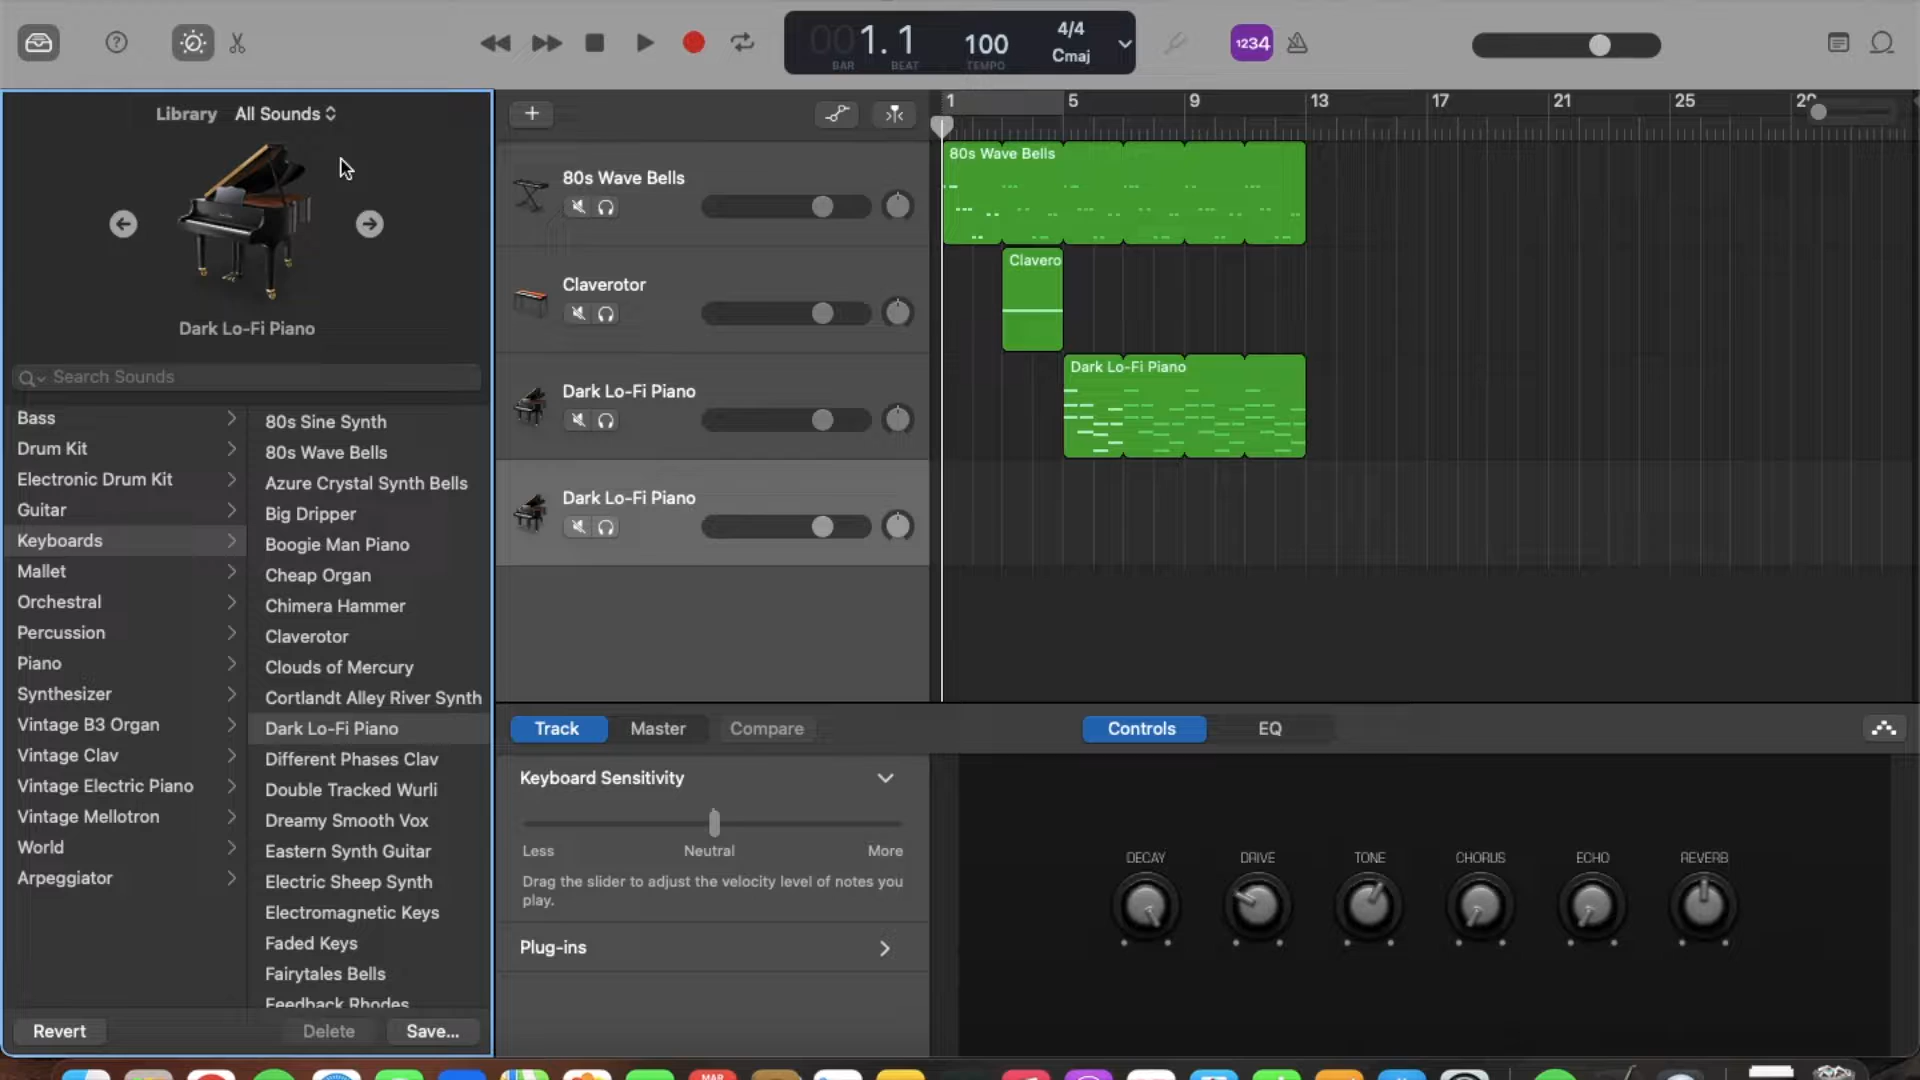 001. 1
BAR
BEAT
100
TEMPO
4/4
Cmaj
1234
Library
All Sounds
Dark Lo-Fi Piano
Search Sounds
Bass
Drum Kit
Electronic Drum Kit
Guitar
Keyboards
Mallet
Orchestral
Percussion
Piano
Synthesizer
Vintage B3 Organ
Vintage Clav
Vintage Electric Piano
Vintage Mellotron
World
Arpeggiator
80s Sine Synth
80s Wave Bells
Azure Crystal Synth Bells
Big Dripper
Boogie Man Piano
Cheap Organ
Chimera Hammer
Claverotor
Clouds of Mercury
Cortlandt Alley River Synth
Dark Lo-Fi Piano
Different Phases Clav
Double Tracked Wurli
Dreamy Smooth Vox
Eastern Synth Guitar
Electric Sheep Synth
Electromagnetic Keys
Faded Keys
Fairytales Bells
Feedback Rhodes
Revert
Delete
Save...
1 5 9 13 17 21 25
80s Wave Bells
Claverotor
Dark Lo-Fi Piano
Dark Lo-Fi Piano
80s Wave Bells
Clavero
Dark Lo-Fi Piano
Track
Master
Compare
Controls
EQ
Keyboard Sensitivity
Less
Neutral
More
Drag the slider to adjust the velocity level of notes you
play.
Plug-ins
DECAY
DRIVE
TONE
CHORUS
ECHO
REVERB
MAR